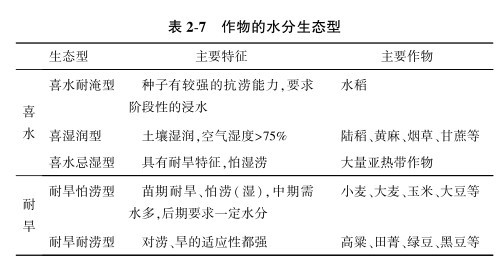 表 2-7　作物的水分生态型
生态型　主要特征　主要作物
喜水　喜水耐淹型　种子有较强的抗涝能力,要求　水稻
阶段性的浸水
喜湿润型　土壤湿润,空气湿度>75%　陆稻、黄麻、烟草、甘蔗等
喜水忌湿型　具有耐旱特征,怕湿涝　大量亚热带作物
耐旱　耐旱怕涝型　苗期耐旱、怕涝(湿),中期需　小麦、大麦、玉米、大豆等
水多,后期要求一定水分
耐旱耐涝型　对涝、旱的适应性都强　高粱、田菁、绿豆、黑豆等